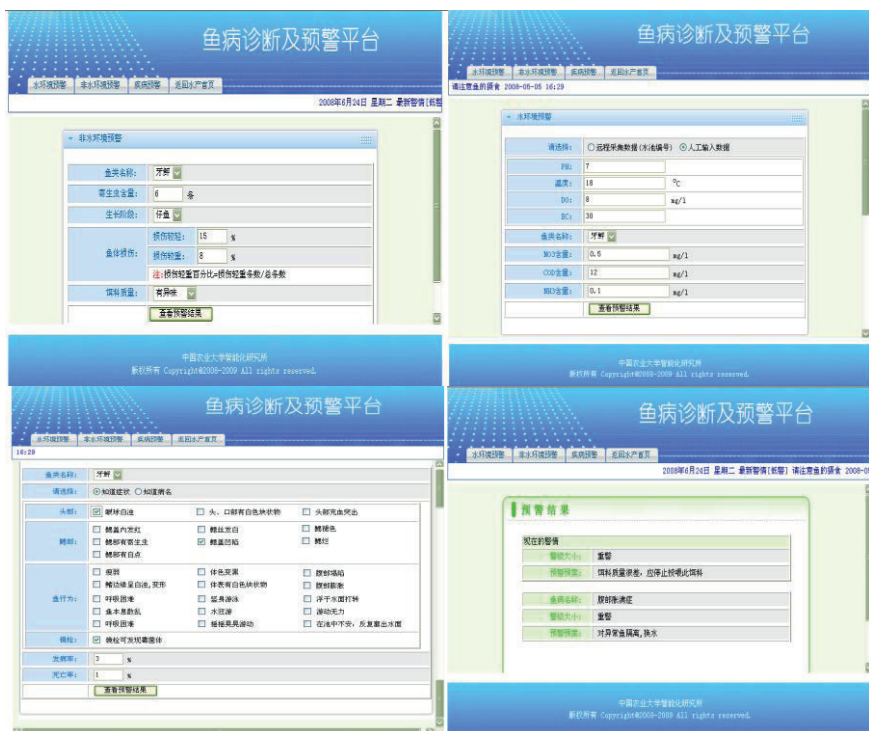 鱼病诊断及预警平台
水环境预警 非水环境预警 疾病预警 返回水产首页
2008年6月24日 星期二 最新警情[低警
非水环境预警
鱼类名称: 牙鲆
寄生虫含量: 6 条
生长阶段: 仔鱼
鱼体损伤:
损伤较轻: 15 %
损伤较重: 8 %
注:损伤轻重百分比=损伤轻重条数/总条数
饵料质量: 有异味
查看预警结果
中国农业大学智能化研究所
版权所有 Copyright@2008-2009 All rights reserved.
鱼病诊断及预警平台
水环境预警 非水环境预警 疾病预警 返回水产首页
请注意鱼的摄食 2008-05-05 16:29
水环境预警
请选择: 远程采集数据(水池编号) 人工输入数据
PH: 7
温度: 18 °C
DO: 8 mg/l
EC: 30
鱼类名称: 牙鲆
NO3含量: 0.5 mg/l
COD含量: 12 mg/l
NH3含量: 0.1 mg/l
查看预警结果
中国农业大学智能化研究所
版权所有 Copyright@2008-2009 All rights reserved.
鱼病诊断及预警平台
水环境预警 非水环境预警 疾病预警 返回水产首页
16:29
鱼类名称: 牙鲆
请选择: 知道症状 知道病名
头部: 眼球白浊 头、口部有白色块状物 头部充血突出
鳃部: 鳃盖内发红 鳃丝发白 鳃褪色
鳃部有寄生虫 鳃盖凹陷 鳃烂
鳃部有白点
鱼行为: 瘦弱 体色变黑 腹部塌陷
鳍边缘呈白浊,变形 体表有白色块状物 腹部膨胀
呼吸困难 竖身游泳 浮于水面打转
鱼本息散乱 水迴游 游动无力
呼吸困难 摇摇晃晃游动 在池中不安,反复窜出水面
镜检: 镜检可发现霉菌体
发病率: 3 %
死亡率: 1 %
查看预警结果
鱼病诊断及预警平台
水环境预警 非水环境预警 疾病预警 返回水产首页
2008年6月24日 星期二 最新警情[低警] 请注意鱼的摄食 2008-05
预警结果
现在的警情
警级大小: 重警
预警预案: 饵料质量很差,应停止投喂此饵料
鱼病名称: 腹部胀满症
警级大小: 重警
预警预案: 对异常鱼隔离,换水
中国农业大学智能化研究所
版权所有 Copyright@2008-2009 All rights reserved.